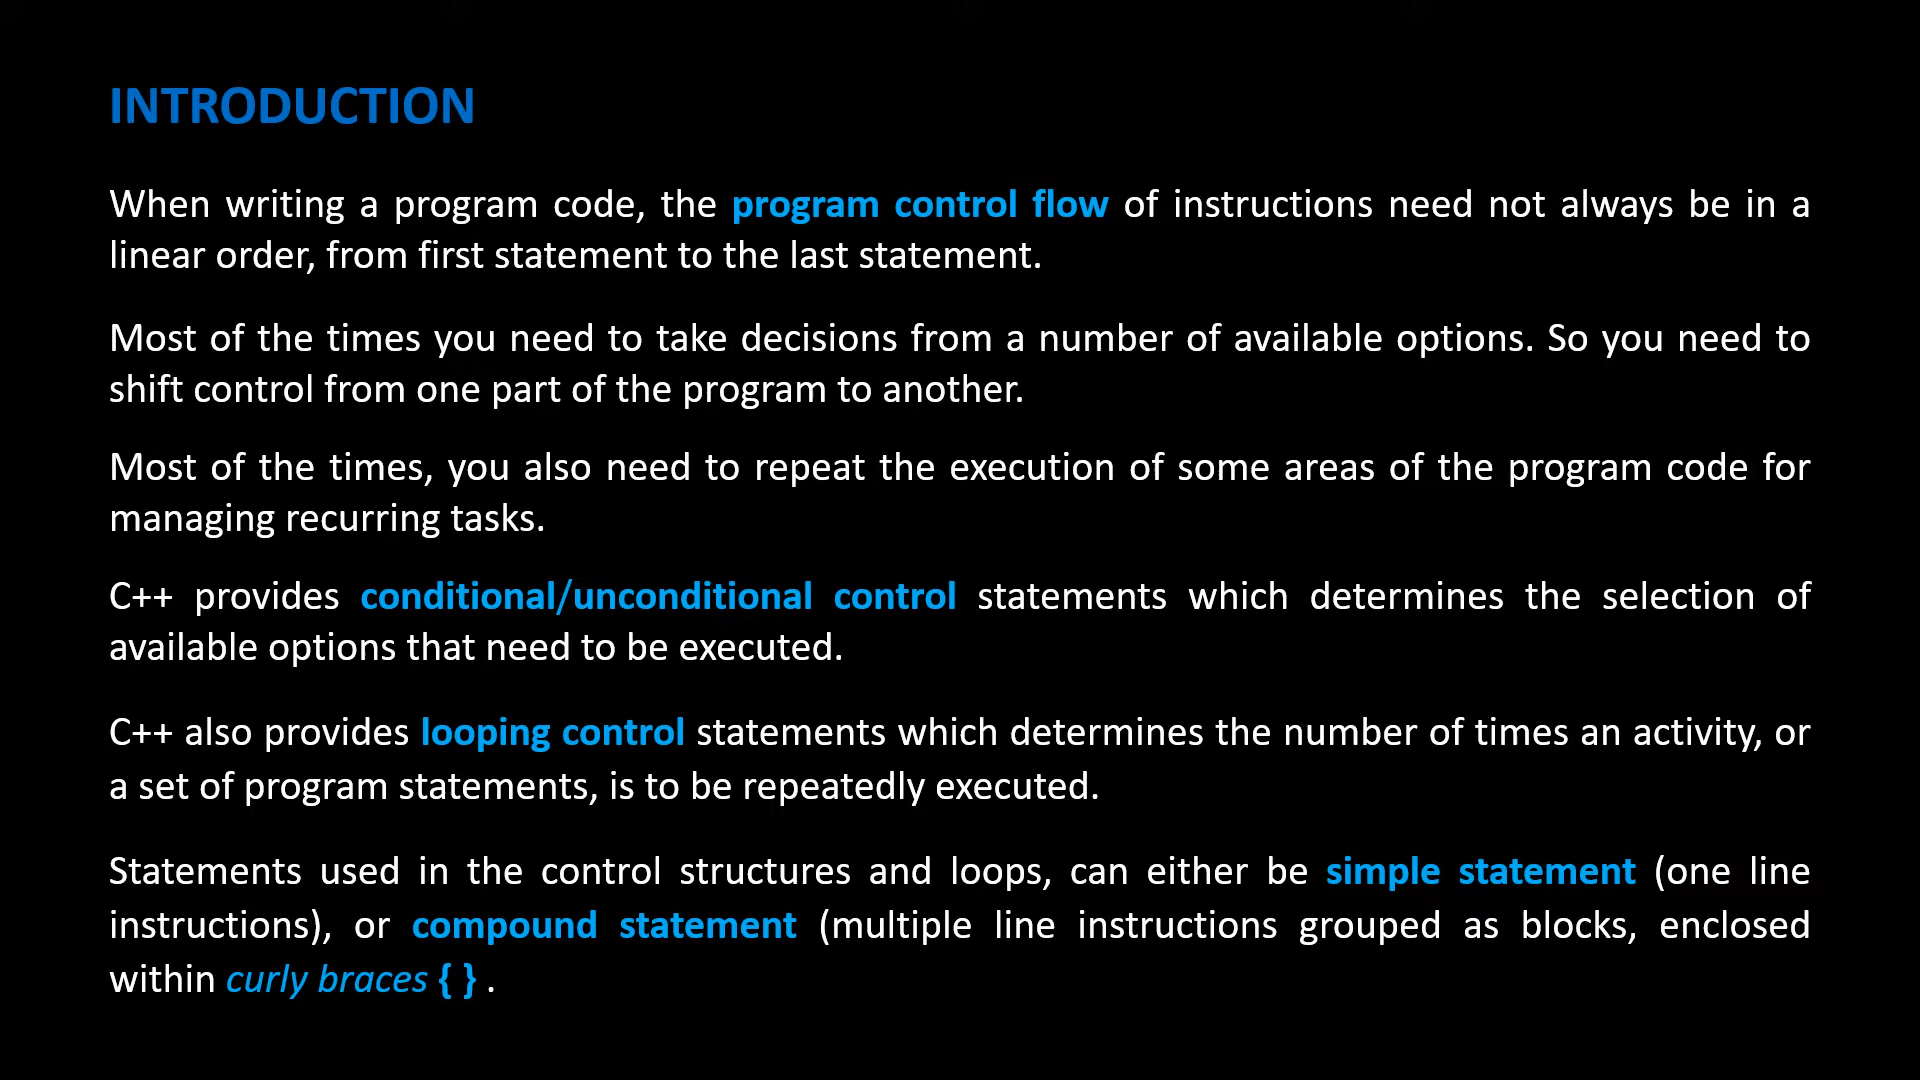 INTRODUCTION
When writing a program code, the program control flow of instructions need not always be in a
linear order, from first statement to the last statement.
Most of the times you need to take decisions from a number of available options. So you need to
shift control from one part of the program to another.
Most of the times, you also need to repeat the execution of some areas of the program code for
managing recurring tasks.
C++ provides conditional/unconditional control statements which determines the selection of
available options that need to be executed.
C++ also provides looping control statements which determines the number of times an activity, or
a set of program statements, is to be repeatedly executed.
Statements used in the control structures and loops, can either be simple statement (one line
instructions), or compound statement (multiple line instructions grouped as blocks, enclosed
within curly braces { } .